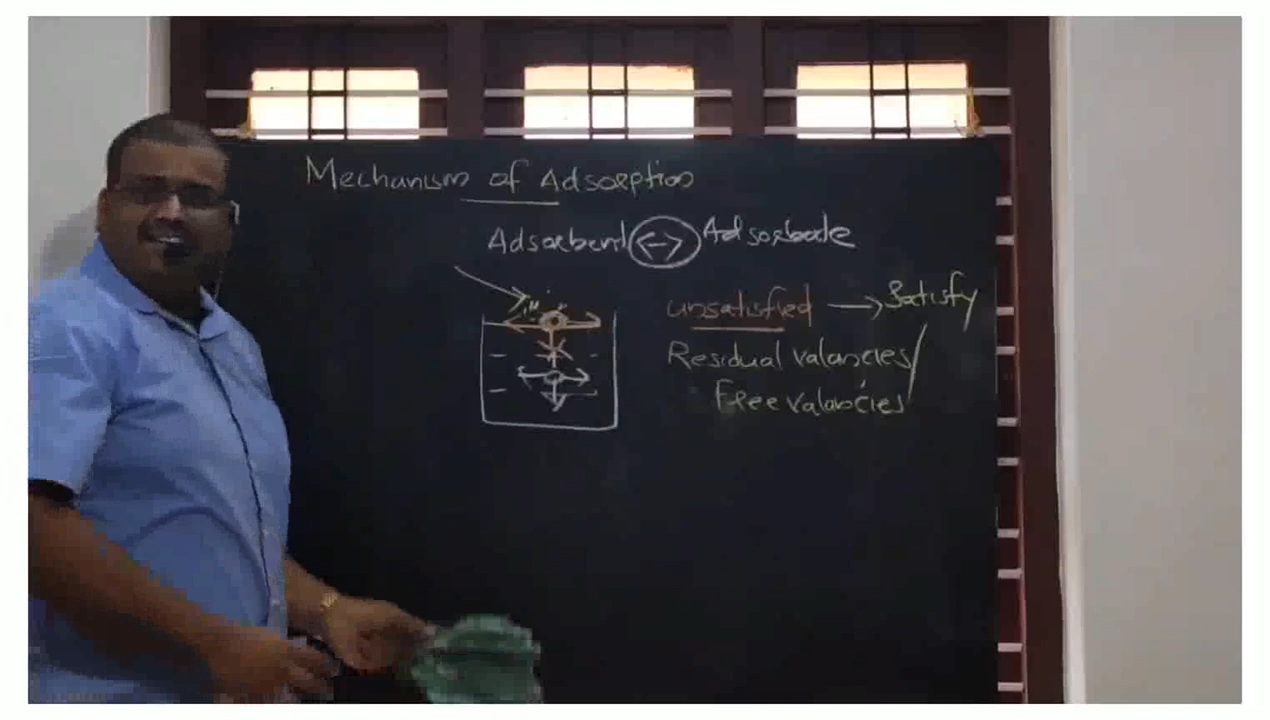 Mechanism of Adsorption
Adsorbent <-> Adsorbate
unsatisfied → Satisfy
Residual valancies/
Free valancies